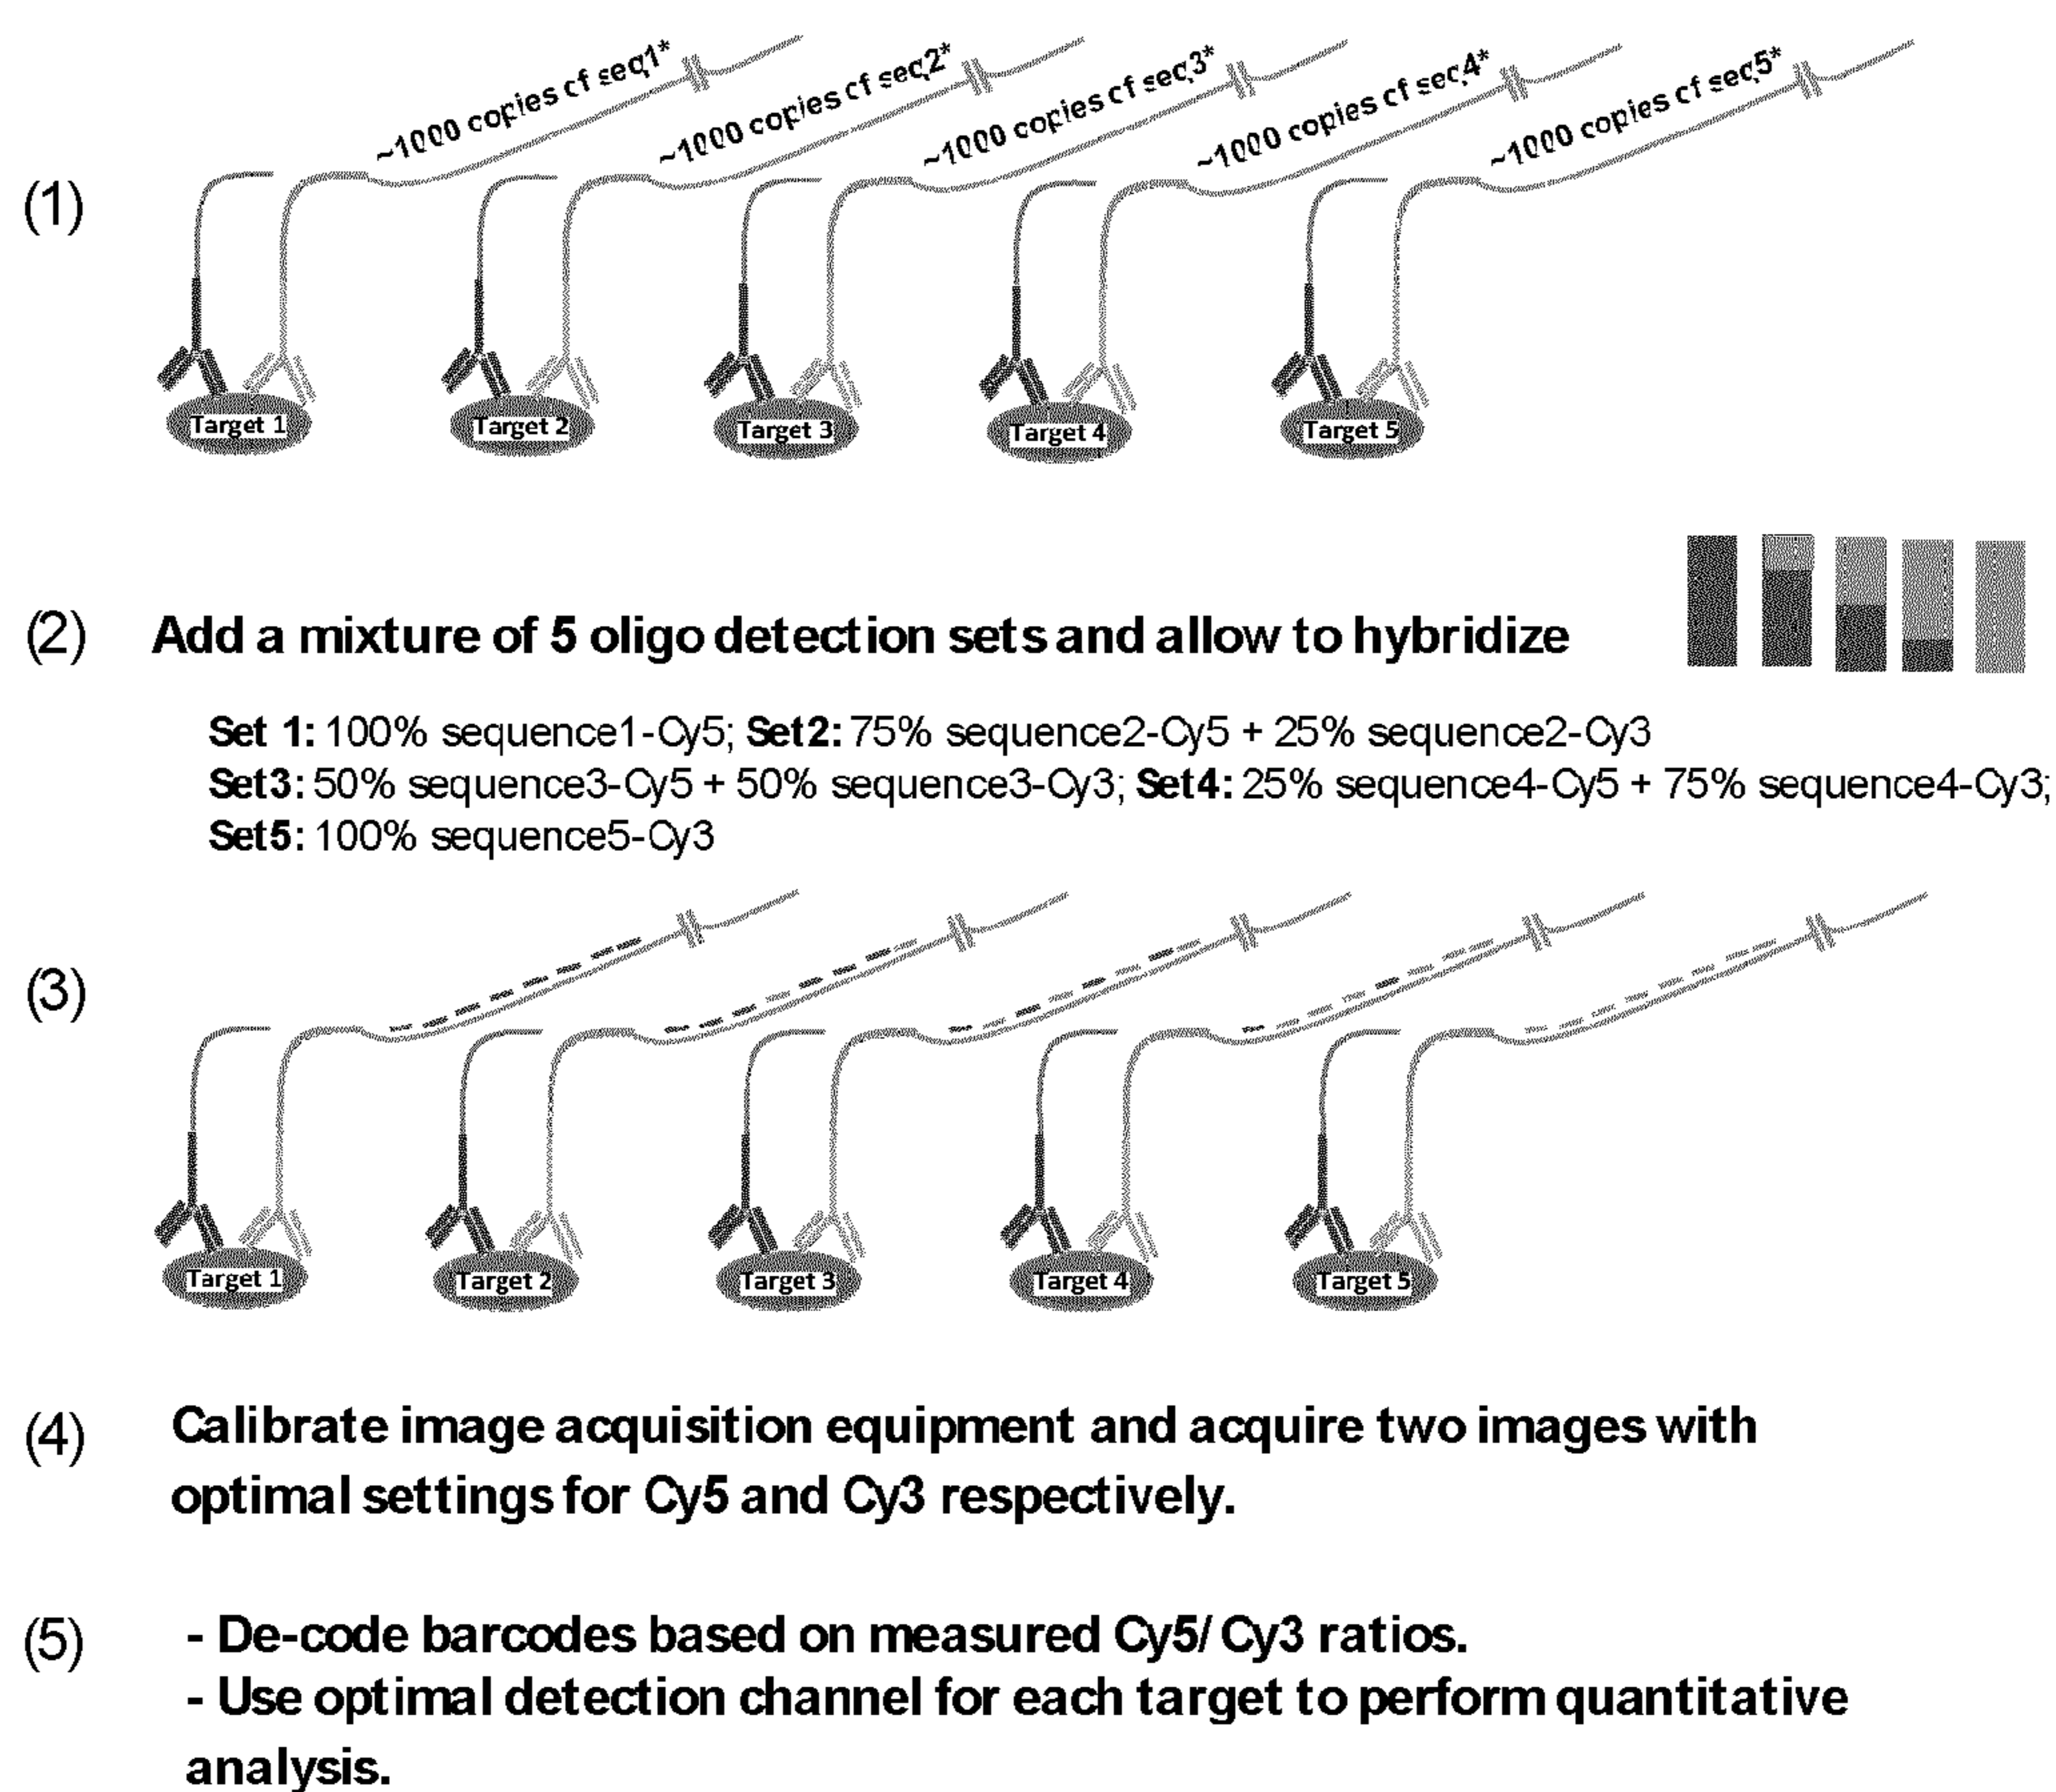 ~1000 copies cf seq1*
~1000 copies cf seq2*
~1000 copies cf seq3*
~1000 copies cf seq4*
~1000 copies cf seq5*
(1)
Target 1
Target 2
Target 3
Target 4
Target 5
(2) Add a mixture of 5 oligo detection sets and allow to hybridize
Set 1: 100% sequence1-Cy5; Set2: 75% sequence2-Cy5 + 25% sequence2-Cy3
Set3: 50% sequence3-Cy5 + 50% sequence3-Cy3; Set4: 25% sequence4-Cy5 + 75% sequence4-Cy3;
Set5: 100% sequence5-Cy3
(3)
Target 1
Target 2
Target 3
Target 4
Target 5
(4) Calibrate image acquisition equipment and acquire two images with
optimal settings for Cy5 and Cy3 respectively.
(5) - De-code barcodes based on measured Cy5/ Cy3 ratios.
- Use optimal detection channel for each target to perform quantitative
analysis.